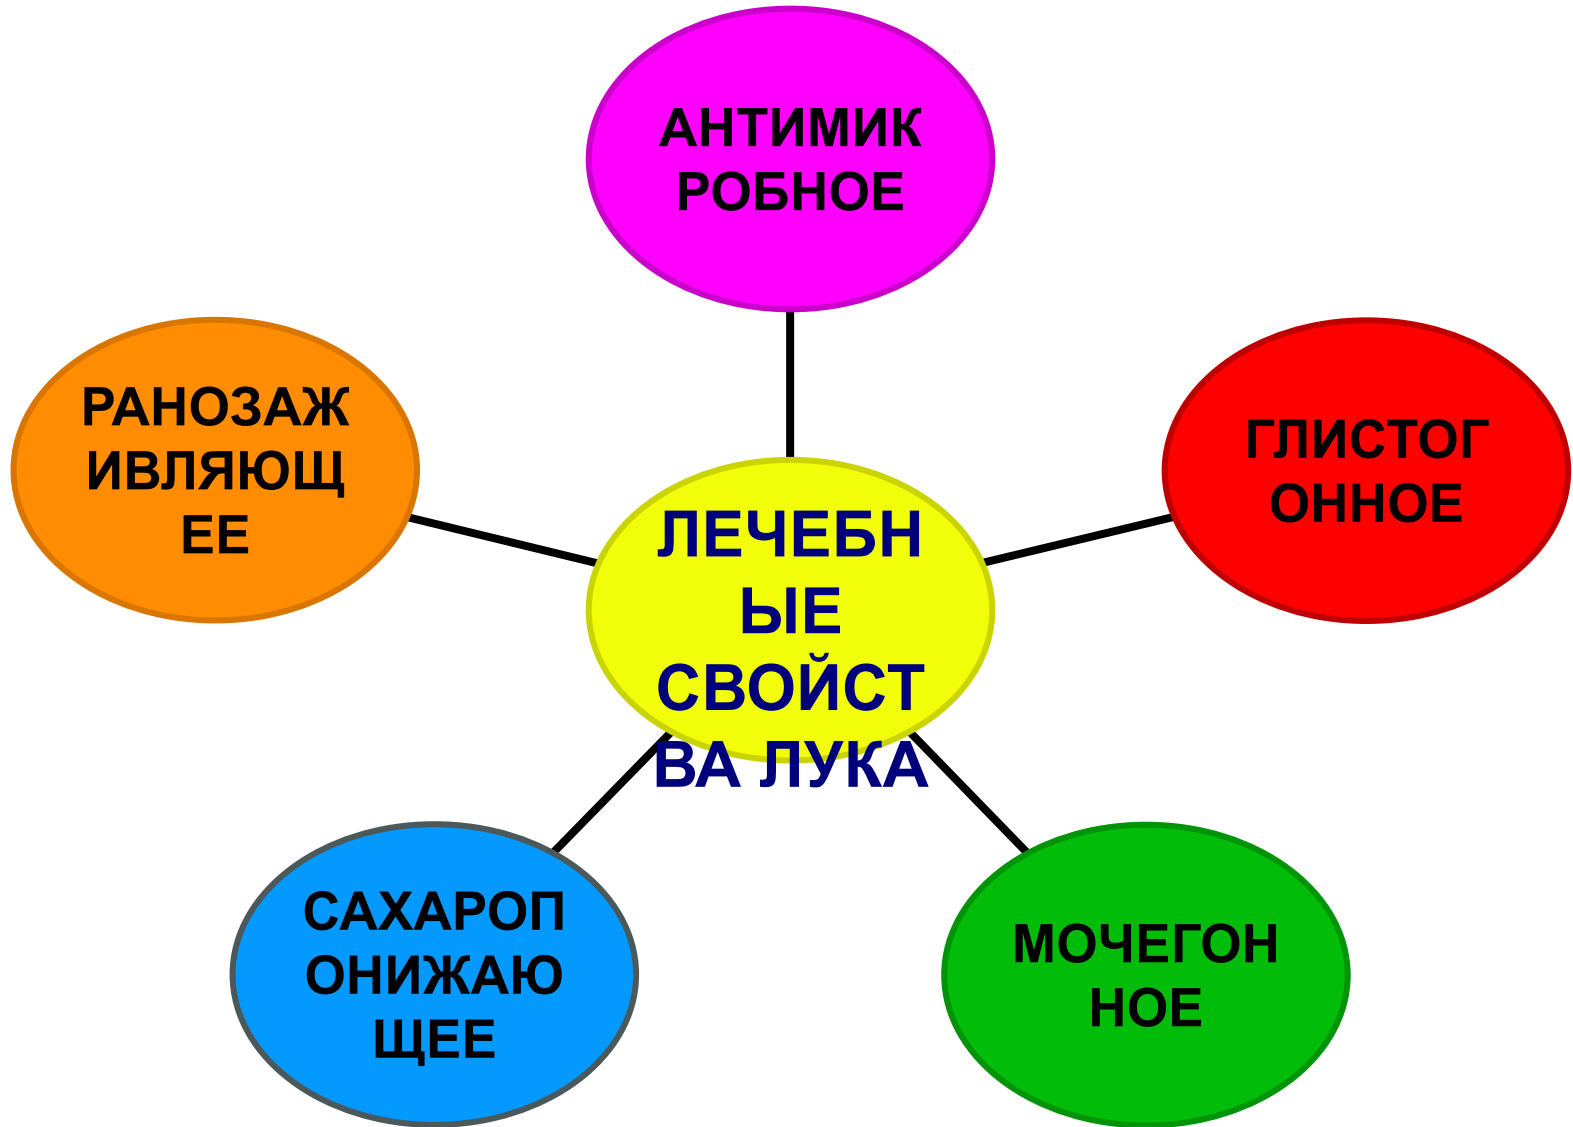 АНТИМИК
РОБНОЕ
РАНОЗАЖ
ИВЛЯЮЩ
ЕЕ
ГЛИСТОГ
ОННОЕ
ЛЕЧЕБН
ЫЕ
СВОЙСТ
ВА ЛУКА
САХАРОП
ОНИЖАЮ
ЩЕЕ
МОЧЕГОН
НОЕ